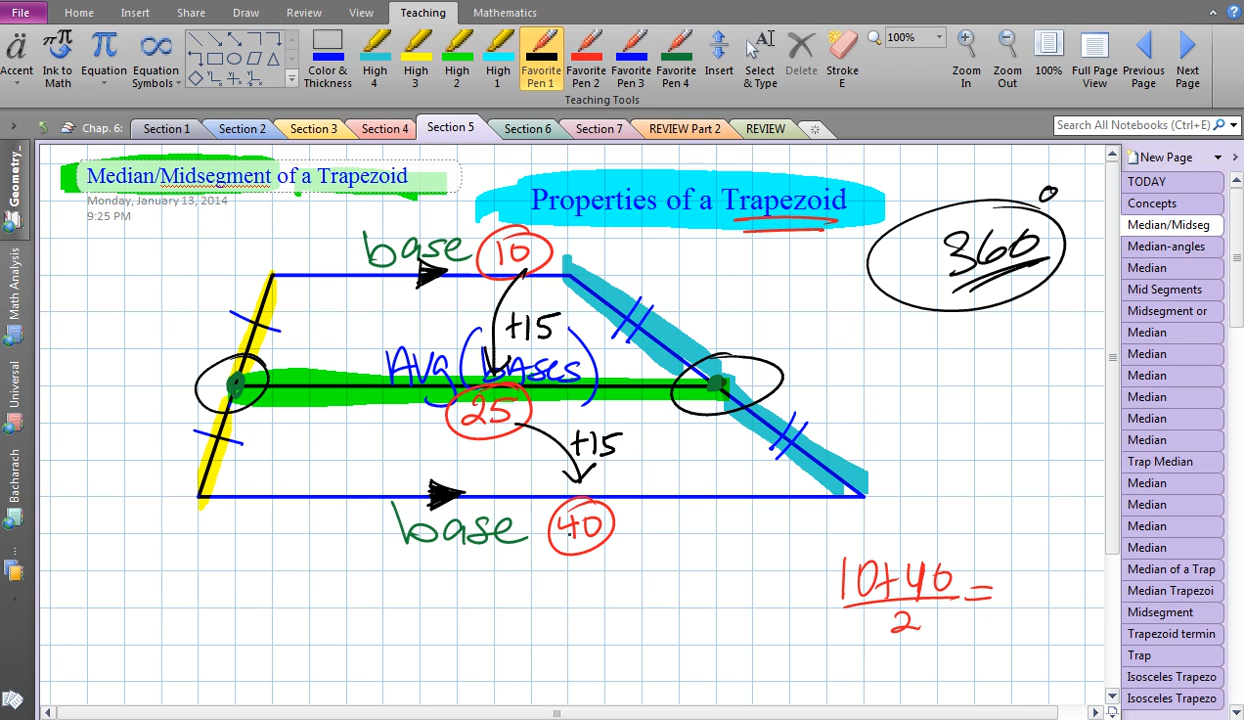 File Home Insert Share Draw Review View Teaching Mathematics
ä
Accent
Ink to Math
π
Equation
∞
Equation Symbols
Color & Thickness
High 4
High 3
High 2
High 1
Favorite Pen 1
Favorite Pen 2
Favorite Pen 3
Favorite Pen 4
Insert
Select & Type
Delete
Stroke E
100%
Zoom In
Zoom Out
100%
Full Page View
Previous Page
Next Page
Teaching Tools
Chap. 6: Section 1 Section 2 Section 3 Section 4 Section 5 Section 6 Section 7 REVIEW Part 2 REVIEW
Search All Notebooks (Ctrl+E)
Geometry_
Math Analysis
Universal
Bacharach
Median/Midsegment of a Trapezoid
Monday, January 13, 2014
9:25 PM
Properties of a Trapezoid
360°
base 10
+15
Avg (bases)
25
+15
base 40
10+40
2
=
New Page
TODAY
Concepts
Median/Midseg
Median-angles
Median
Mid Segments
Midsegment or
Median
Median
Median
Median
Median
Median
Trap Median
Median
Median
Median
Median
Median of a Trap
Median Trapezoi
Midsegment
Trapezoid termin
Trap
Isosceles Trapezo
Isosceles Trapezo